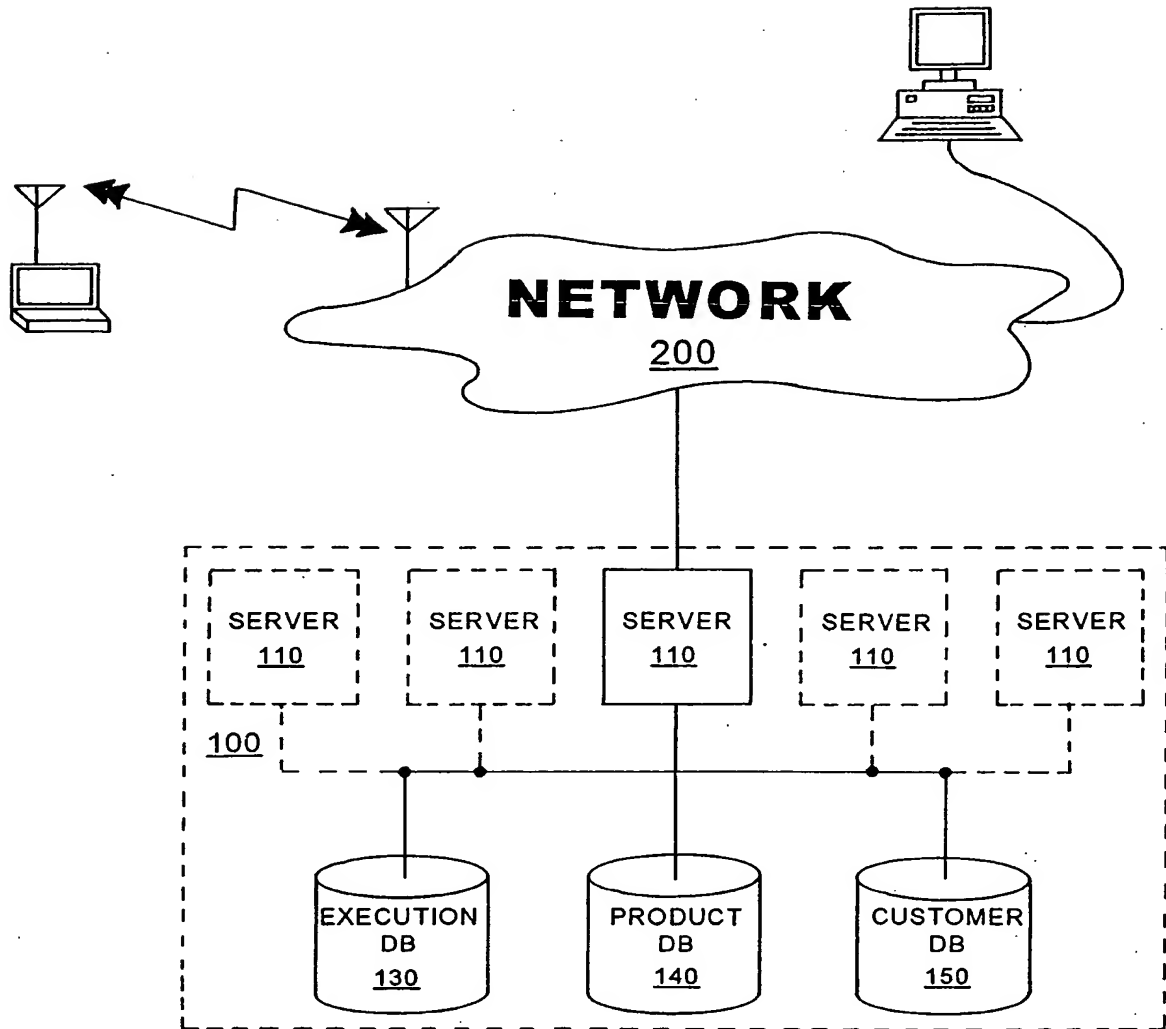 NETWORK
200
SERVER
110
SERVER
110
SERVER
110
SERVER
110
SERVER
110
100
EXECUTION
DB
130
PRODUCT
DB
140
CUSTOMER
DB
150